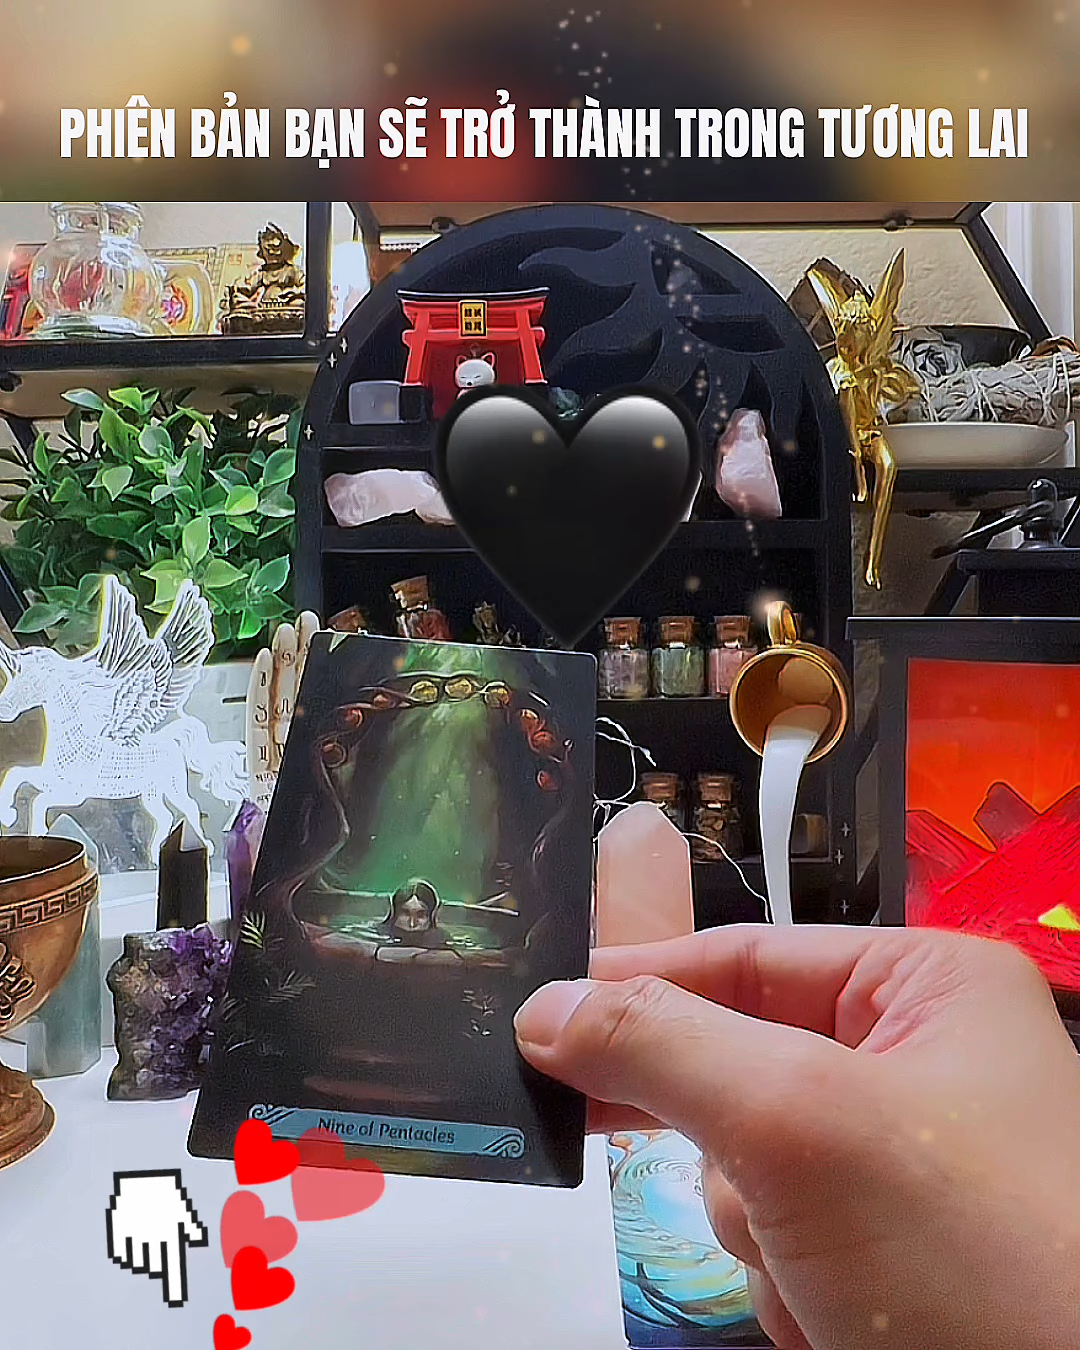 PHIÊN BẢN BẠN SẼ TRỞ THÀNH TRONG TƯƠNG LAI
Nine of Pentacles